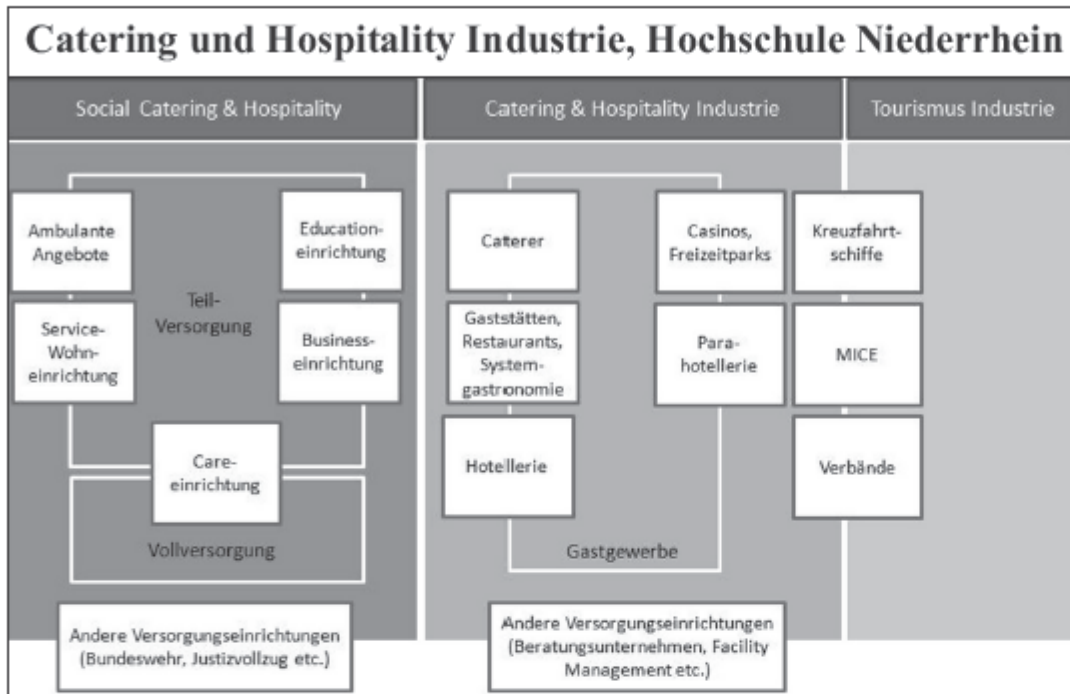 Catering und Hospitality Industrie, Hochschule Niederrhein
Social Catering & Hospitality
Catering & Hospitality Industrie
Tourismus Industrie
Ambulante
Angebote
Education-
einrichtung
Teil-
Versorgung
Service-
Wohn-
einrichtung
Business-
einrichtung
Care-
einrichtung
Vollversorgung
Andere Versorgungseinrichtungen
(Bundeswehr, Justizvollzug etc.)
Catterer
Casinos,
Freizeitparks
Gaststätten,
Restaurants,
System-
gastronomie
Para-
hotellerie
Hotellerie
Gastgewerbe
Andere Versorgungseinrichtungen
(Beratungsunternehmen, Facility
Management etc.)
Kreuzfahrt-
schiffe
MICE
Verbände